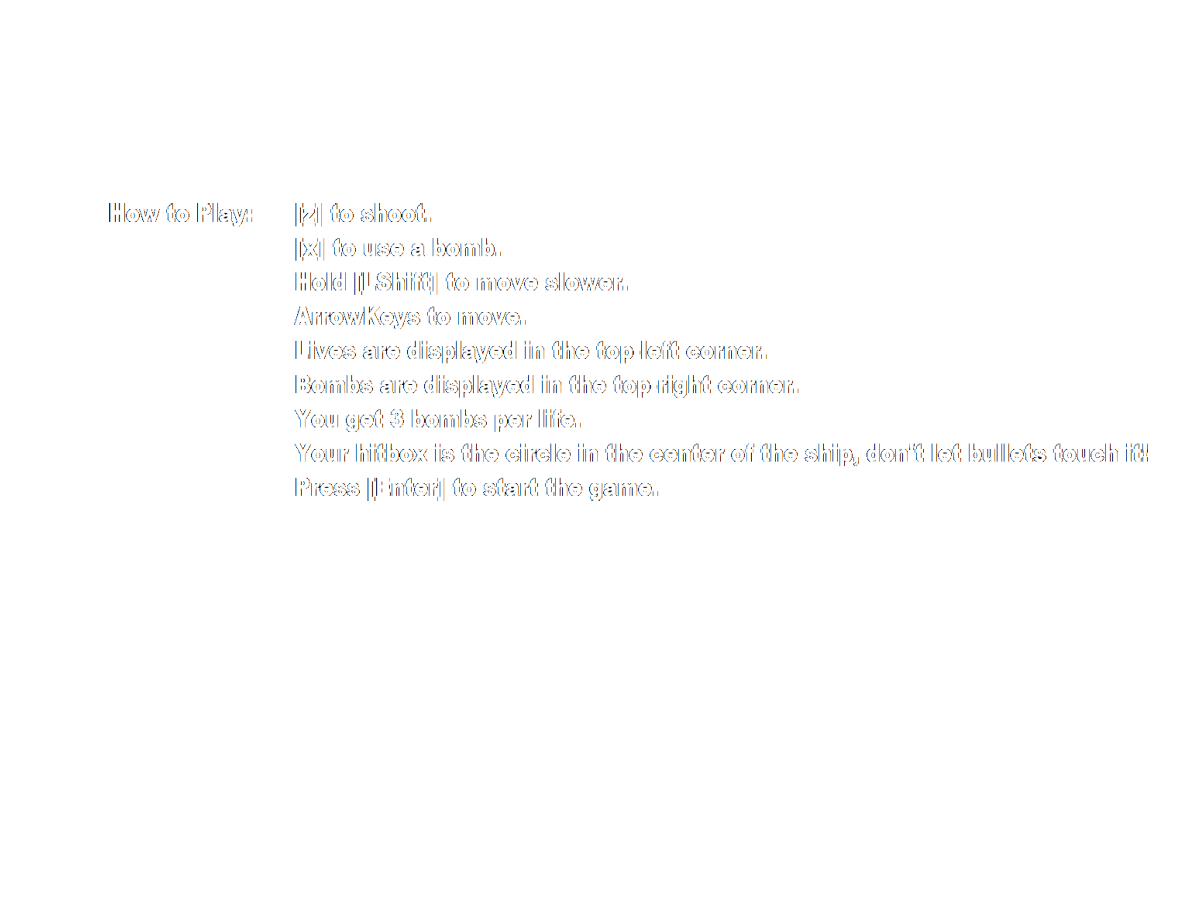 How to Play: [z] to shoot.
[x] to use a bomb.
Hold [LShift] to move slower.
ArrowKeys to move.
Lives are displayed in the top-left corner.
Bombs are displayed in the top-right corner.
You get 3 bombs per life.
Your hitbox is the circle in the center of the ship, don't let bullets touch it!
Press [Enter] to start the game.